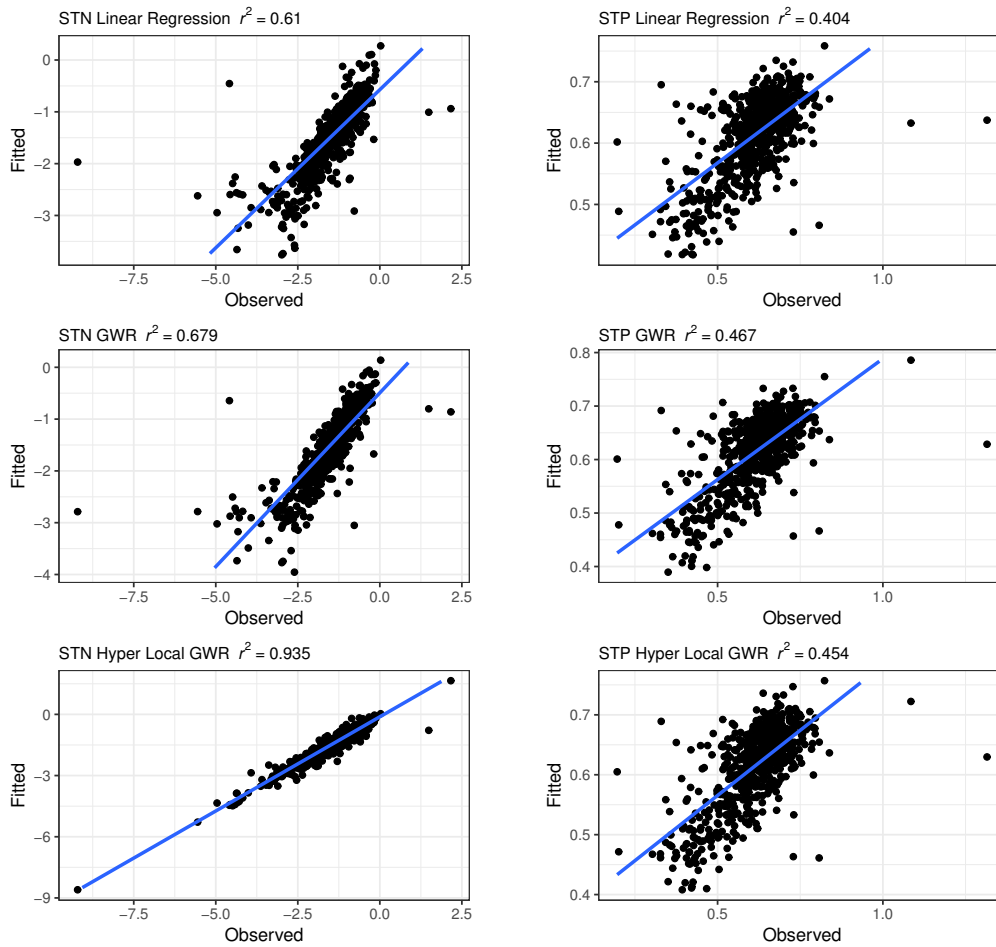 STN Linear Regression r² = 0.61
0
−1
−2
−3
−7.5 −5.0 −2.5 0.0 2.5
Observed
Fitted
STP Linear Regression r² = 0.404
0.7
0.6
0.5
0.5 1.0
Observed
Fitted
STN GWR r² = 0.679
0
−1
−2
−3
−4
−7.5 −5.0 −2.5 0.0 2.5
Observed
Fitted
STP GWR r² = 0.467
0.8
0.7
0.6
0.5
0.4
0.5 1.0
Observed
Fitted
STN Hyper Local GWR r² = 0.935
0
−3
−6
−9
−7.5 −5.0 −2.5 0.0 2.5
Observed
Fitted
STP Hyper Local GWR r² = 0.454
0.7
0.6
0.5
0.4
0.5 1.0
Observed
Fitted